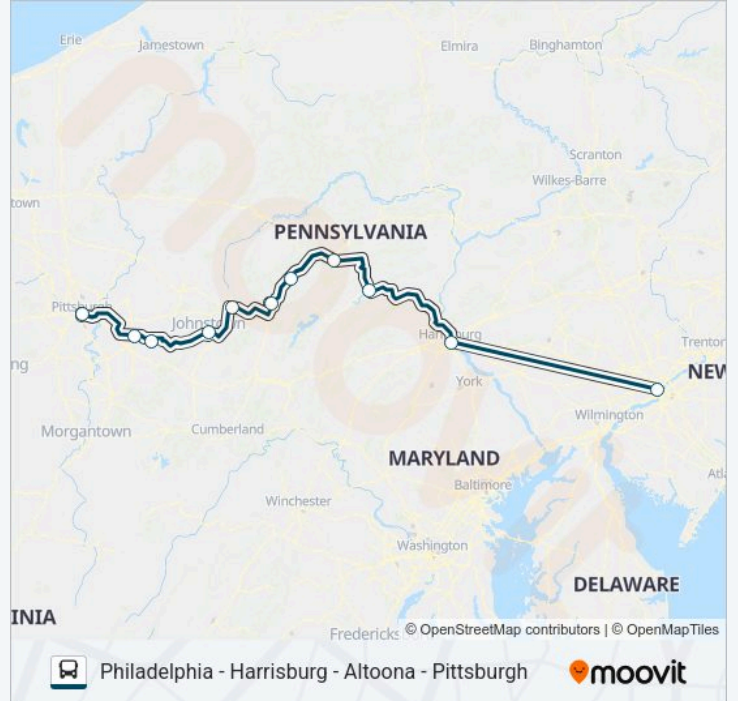 Erie
Jamestown
Elmira
Binghamton
Scranton
Wilkes-Barre
town
PENNSYLVANIA
Pittsburgh
Johnstown
Harrisburg
Trenton
ng
NEW
York
Wilmington
Morgantown
Cumberland
MARYLAND
Baltimore
Atla
Winchester
Washington
DELAWARE
INIA
Fredericks
© OpenStreetMap contributors | © OpenMapTiles
Philadelphia - Harrisburg - Altoona - Pittsburgh
moovit
moovit